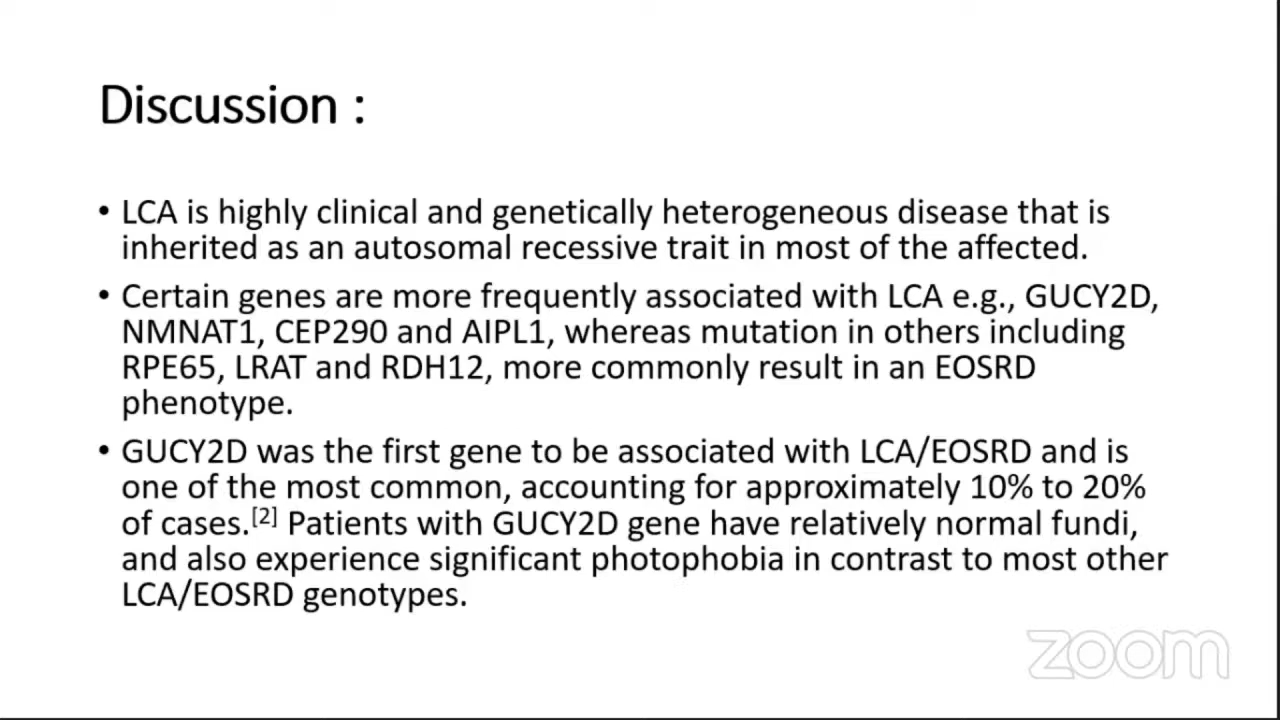 Discussion :
• LCA is highly clinical and genetically heterogeneous disease that is
inherited as an autosomal recessive trait in most of the affected.
• Certain genes are more frequently associated with LCA e.g., GUCY2D,
NMNAT1, CEP290 and AIPL1, whereas mutation in others including
RPE65, LRAT and RDH12, more commonly result in an EOSRD
phenotype.
• GUCY2D was the first gene to be associated with LCA/EOSRD and is
one of the most common, accounting for approximately 10% to 20%
of cases.[2] Patients with GUCY2D gene have relatively normal fundi,
and also experience significant photophobia in contrast to most other
LCA/EOSRD genotypes.
zoom